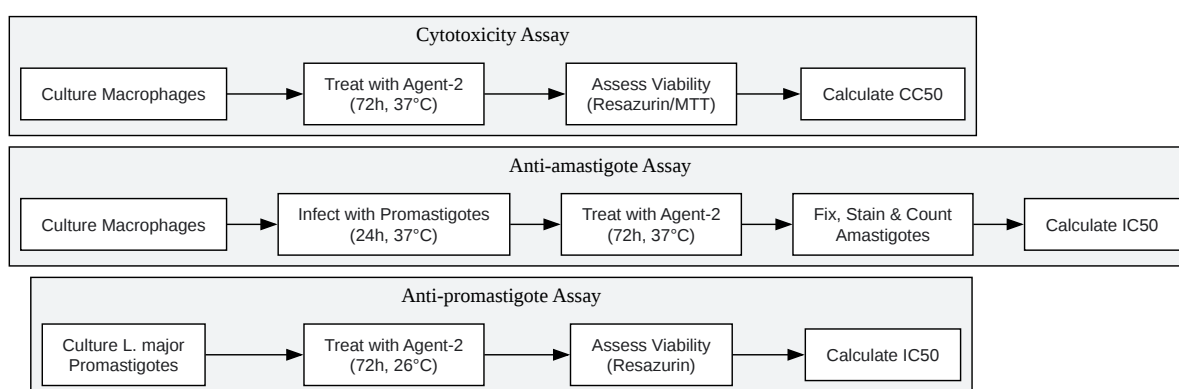 Cytotoxicity Assay
Culture Macrophages
Treat with Agent-2
(72h, 37°C)
Assess Viability
(Resazurin/MTT)
Calculate CC50
Anti-amastigote Assay
Culture Macrophages
Infect with Promastigotes
(24h, 37°C)
Treat with Agent-2
(72h, 37°C)
Fix, Stain & Count
Amastigotes
Calculate IC50
Anti-promastigote Assay
Culture L. major
Promastigotes
Treat with Agent-2
(72h, 26°C)
Assess Viability
(Resazurin)
Calculate IC50